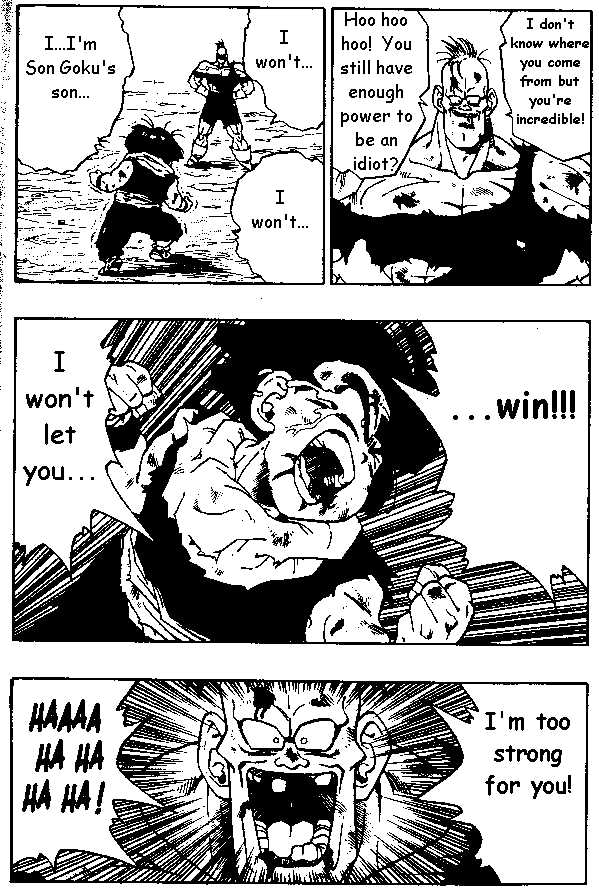 I...I'm
Son Goku's
son...
I
won't...
I
won't...
Hoo hoo
hoo! You
still have
enough
power to
be an
idiot?
I don't
know where
you come
from but
you're
incredible!
I
won't
let
you...
...win!!!
HAAAA
HA HA
HA HA!
I'm too
strong
for you!